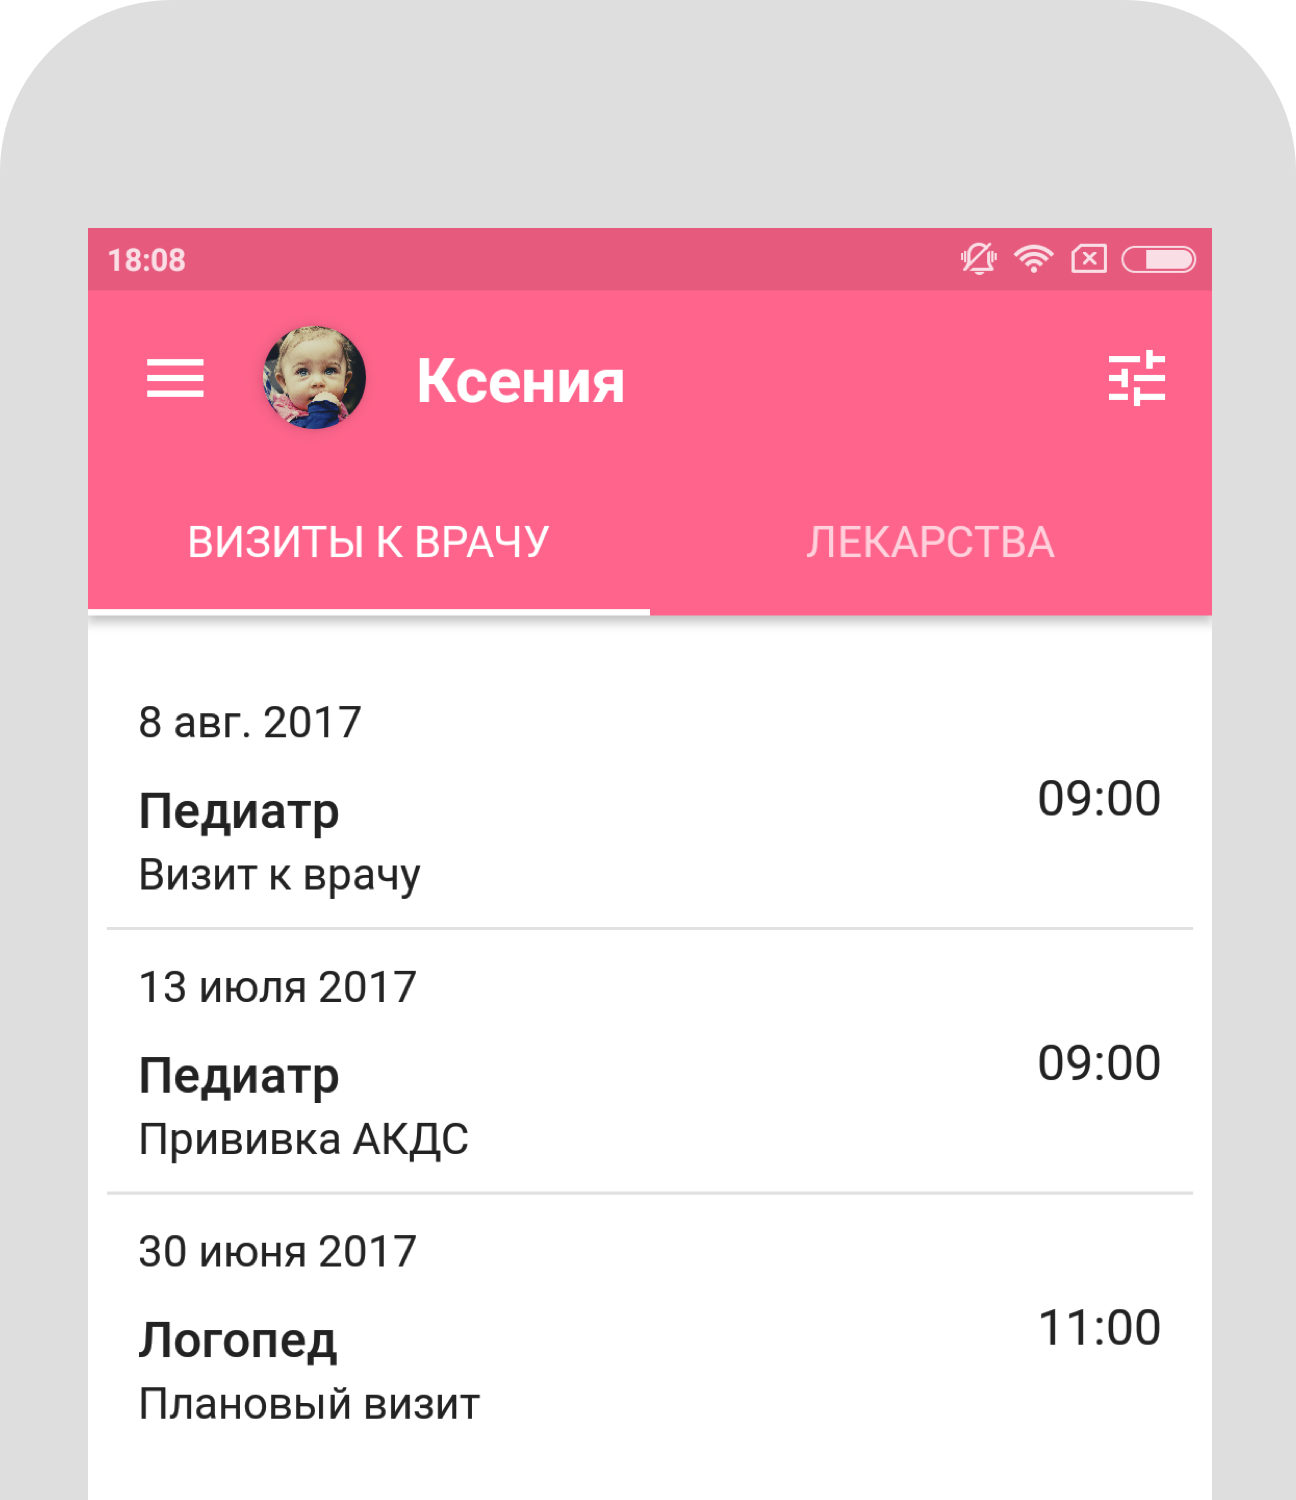 18:08
Ксения
ВИЗИТЫ К ВРАЧУ
ЛЕКАРСТВА
8 авг. 2017
Педиатр
09:00
Визит к врачу
13 июля 2017
Педиатр
09:00
Прививка АКДС
30 июня 2017
Логопед
11:00
Плановый визит